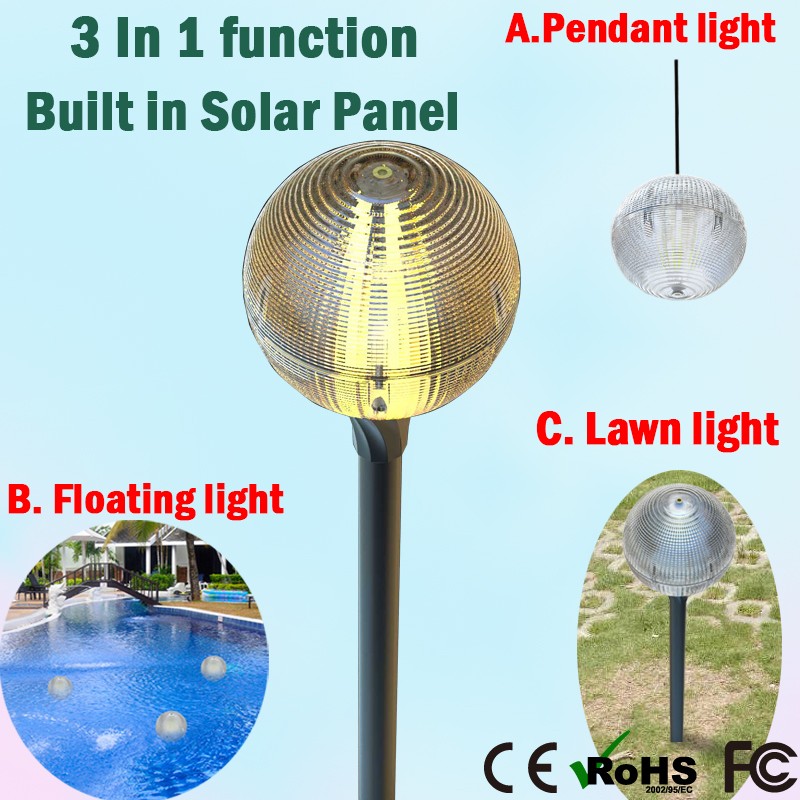 3 In 1 function
Built in Solar Panel
A.Pendant light
B. Floating light
C. Lawn light
CE
RoHS
2002/95/EC
FC